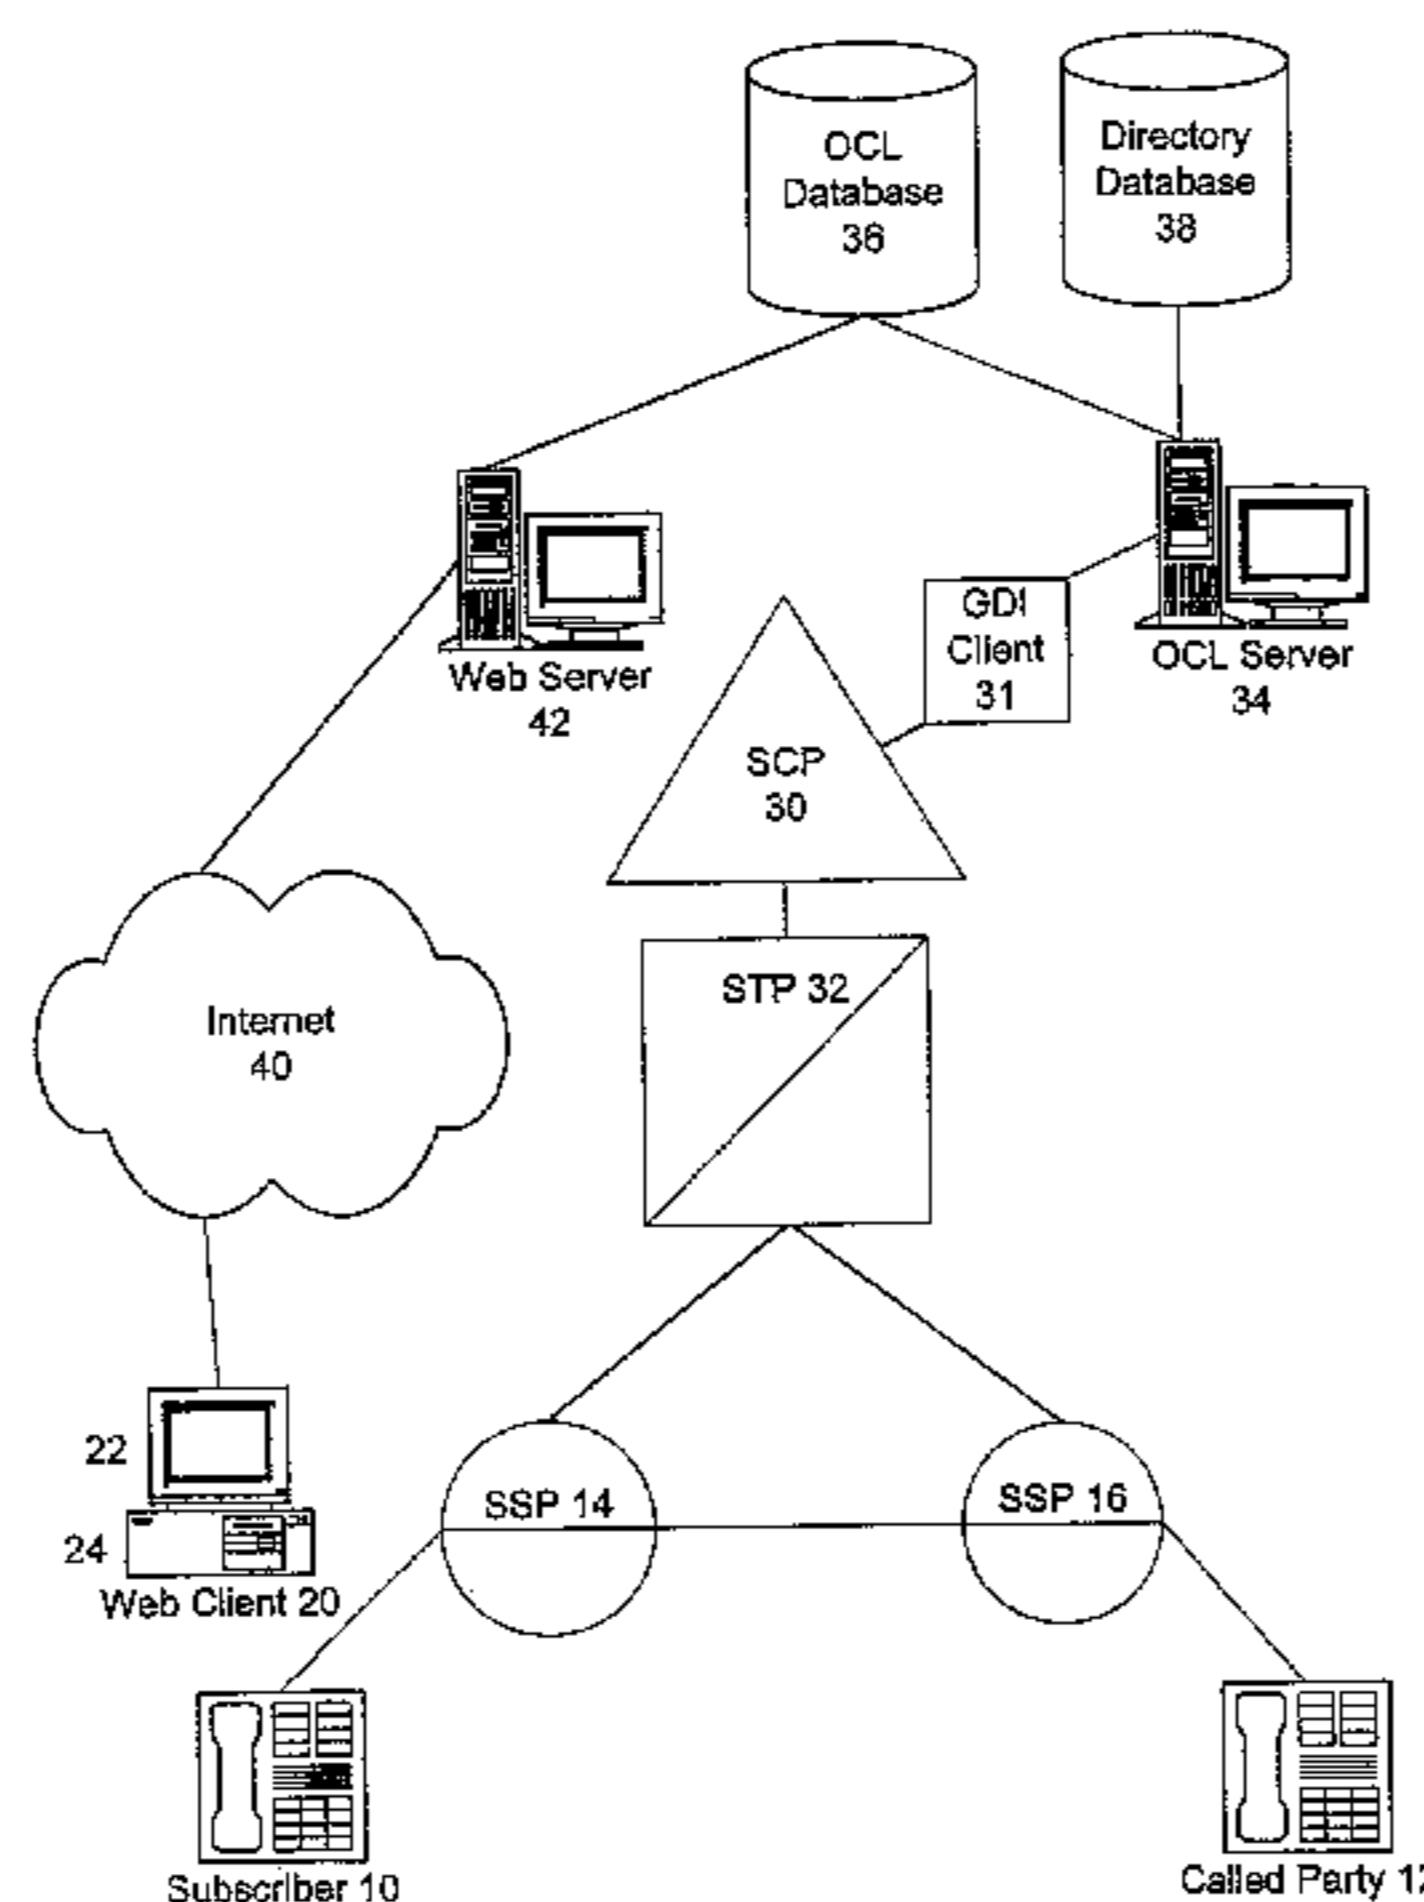 OCL
Database
36
Directory
Database
38
GDI
Client
31
OCL Server
34
Web Server
42
SCP
30
STP 32
Internet
40
22
24
Web Client 20
SSP 14
SSP 16
Subscriber 10
Called Party